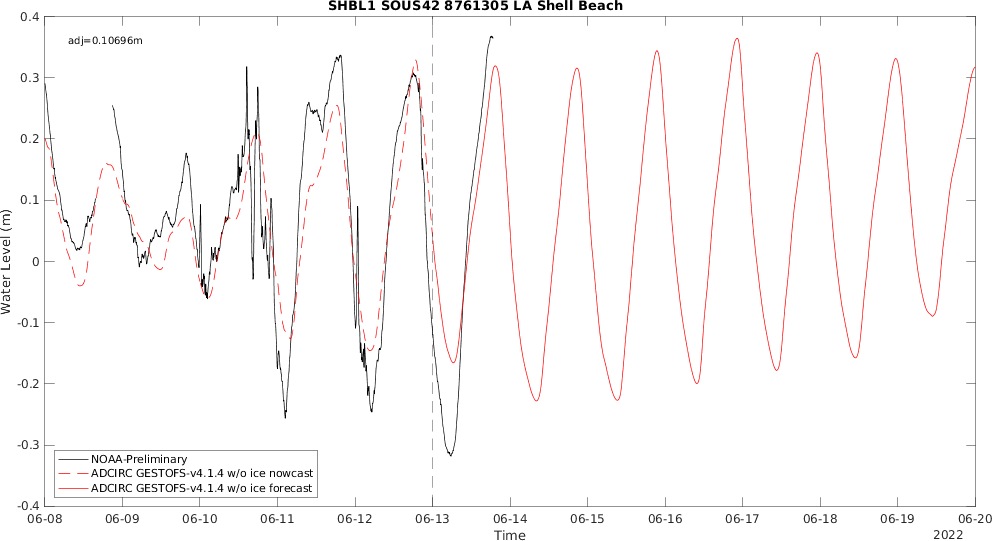 SHBL1 SOUS42 8761305 LA Shell Beach
adj=0.10696m
0.4
0.3
0.2
0.1
0
-0.1
-0.2
-0.3
-0.4
Water Level (m)
NOAA-Preliminary
ADCIRC GESTOFS-v4.1.4 w/o ice nowcast
ADCIRC GESTOFS-v4.1.4 w/o ice forecast
06-08 06-09 06-10 06-11 06-12 06-13 06-14 06-15 06-16 06-17 06-18 06-19 06-20
Time
2022